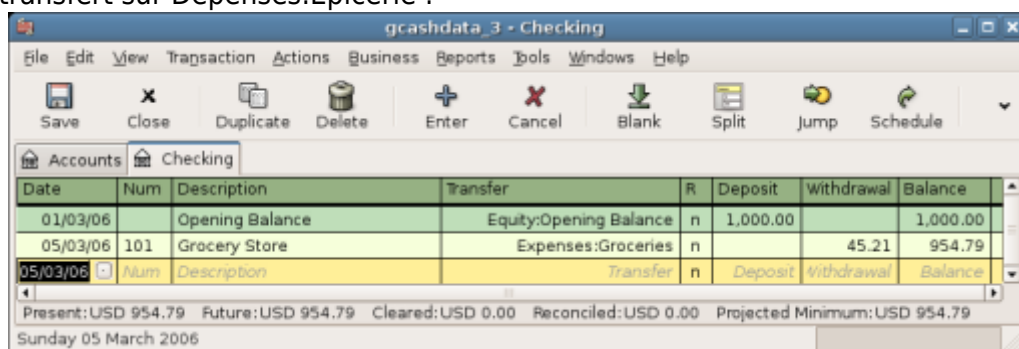 transfert sur Dépenses:Épicerie :
gcashdata_3 - Checking
File Edit View Transaction Actions Business Reports Tools Windows Help
Save Close Duplicate Delete Enter Cancel Blank Split Jump Schedule
Accounts Checking
Date Num Description Transfer R Deposit Withdrawal Balance
01/03/06 Opening Balance Equity:Opening Balance n 1,000.00 1,000.00
05/03/06 101 Grocery Store Expenses:Groceries n 45.21 954.79
05/03/06 Num Description Transfer n Deposit Withdrawal Balance
Present:USD 954.79 Future:USD 954.79 Cleared:USD 0.00 Reconciled:USD 0.00 Projected Minimum:USD 954.79
Sunday 05 March 2006